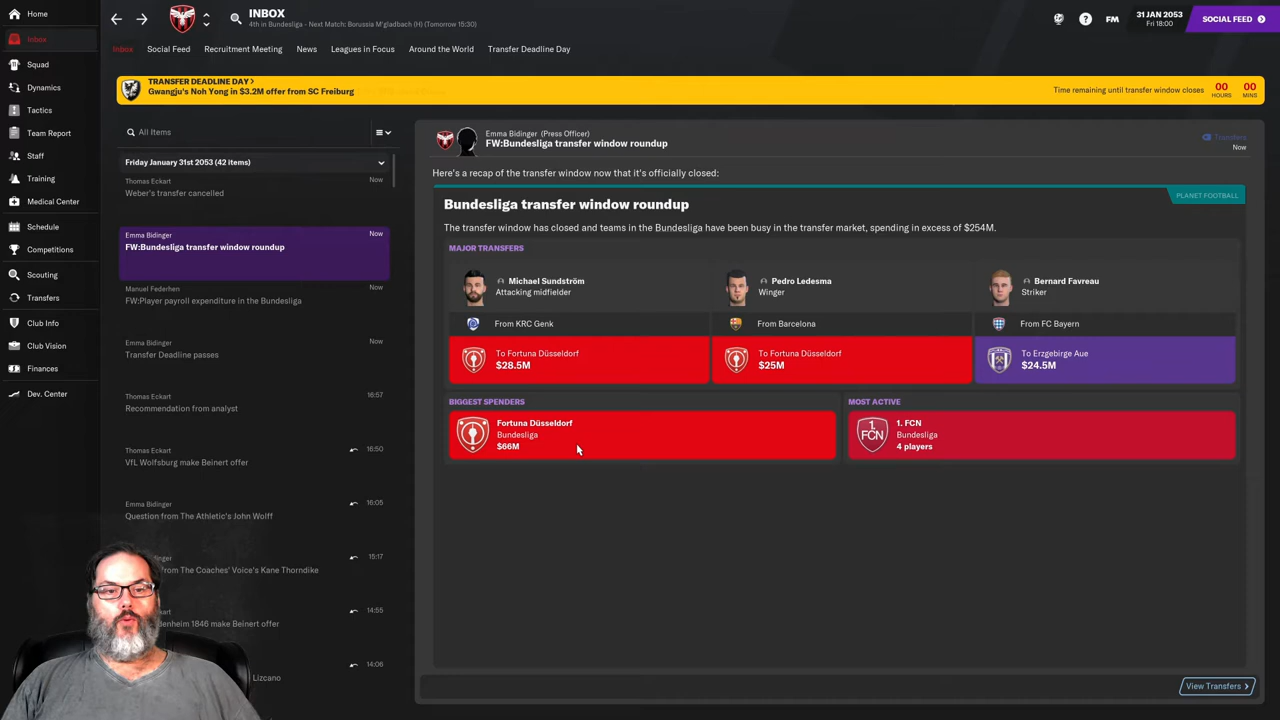 Home
Inbox
Squad
Dynamics
Tactics
Team Report
Staff
Training
Medical Center
Schedule
Competitions
Scouting
Transfers
Club Info
Club Vision
Finances
Dev. Center
INBOX
4th in Bundesliga - Next Match: Borussia M'gladbach (H) (Tomorrow 15:30)
FM
31 JAN 2053
Fri 18:00
SOCIAL FEED
Inbox
Social Feed
Recruitment Meeting
News
Leagues in Focus
Around the World
Transfer Deadline Day
TRANSFER DEADLINE DAY >
Gwangju's Noh Yong in $3.2M offer from SC Freiburg
Time remaining until transfer window closes
00 HOURS
00 MINS
All Items
Friday January 31st 2053 (42 items)
Thomas Eckart Now
Weber's transfer cancelled
Emma Bidinger Now
FW:Bundesliga transfer window roundup
Manuel Federhen Now
FW:Player payroll expenditure in the Bundesliga
Emma Bidinger Now
Transfer Deadline passes
Thomas Eckart 16:57
Recommendation from analyst
Thomas Eckart 16:50
VfL Wolfsburg make Beinert offer
Emma Bidinger 16:05
Question from The Athletic's John Wolff
15:17
from The Coaches' Voice's Kane Thorndike
14:55
1846 make Beinert offer
14:06
Lizcano
Emma Bidinger (Press Officer)
FW:Bundesliga transfer window roundup
Transfers
Now
Here's a recap of the transfer window now that it's officially closed:
PLANET FOOTBALL
Bundesliga transfer window roundup
The transfer window has closed and teams in the Bundesliga have been busy in the transfer market, spending in excess of $254M.
MAJOR TRANSFERS
Michael Sundström
Attacking midfielder
From KRC Genk
To Fortuna Düsseldorf
$28.5M
Pedro Ledesma
Winger
From Barcelona
To Fortuna Düsseldorf
$25M
Bernard Favreau
Striker
From FC Bayern
To Erzgebirge Aue
$24.5M
BIGGEST SPENDERS
Fortuna Düsseldorf
Bundesliga
$66M
MOST ACTIVE
1. FCN
1. FCN
Bundesliga
4 players
View Transfers >